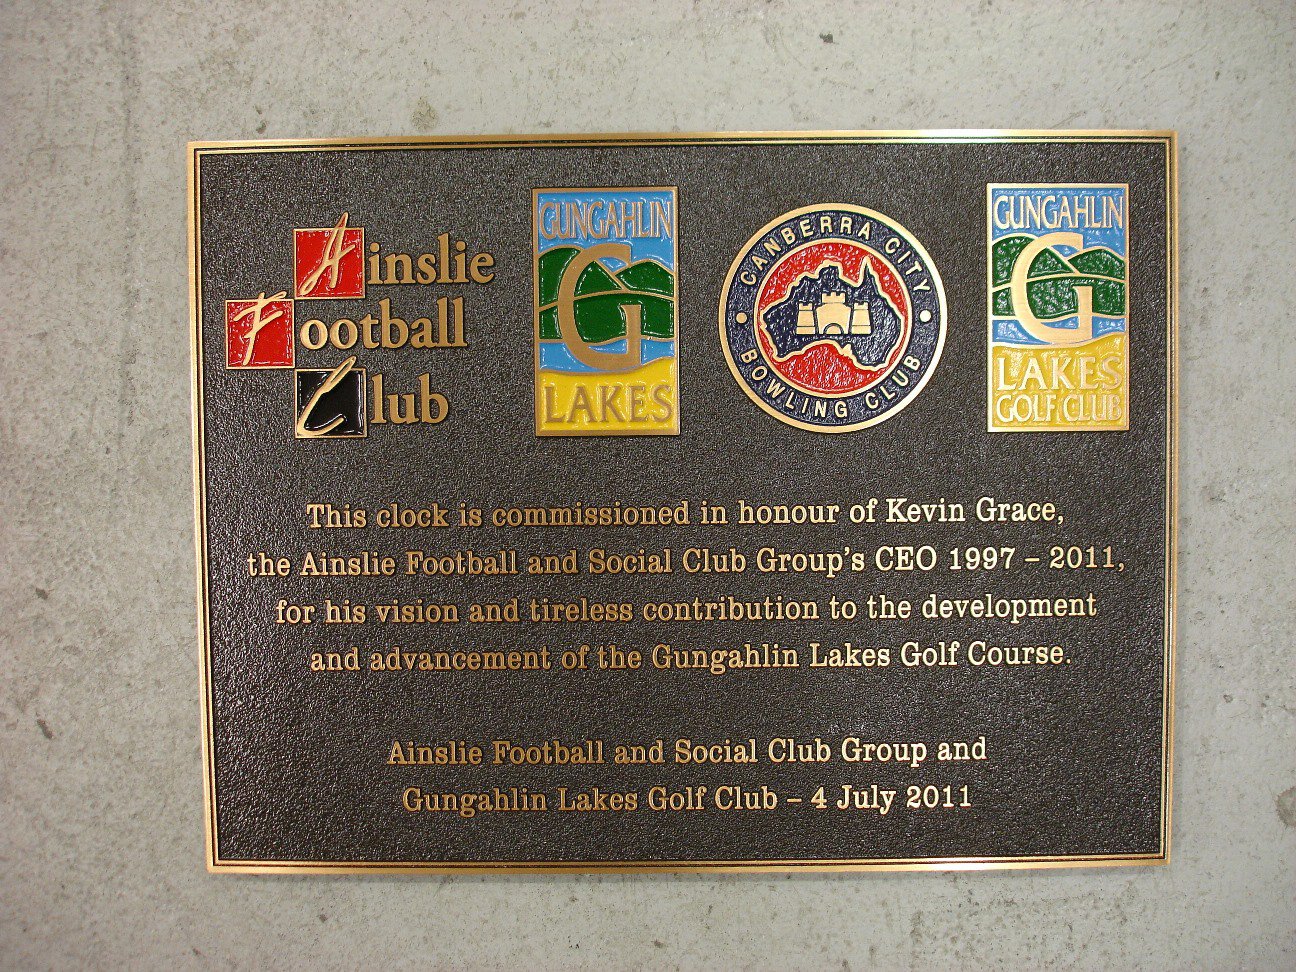 Ainslie
Football
Club
GUNGAHLIN
G
LAKES
CANBERRA CITY
BOWLING CLUB
GUNGAHLIN
G
LAKES
GOLF CLUB
This clock is commissioned in honour of Kevin Grace,
the Ainslie Football and Social Club Group's CEO 1997 – 2011,
for his vision and tireless contribution to the development
and advancement of the Gungahlin Lakes Golf Course.
Ainslie Football and Social Club Group and
Gungahlin Lakes Golf Club – 4 July 2011